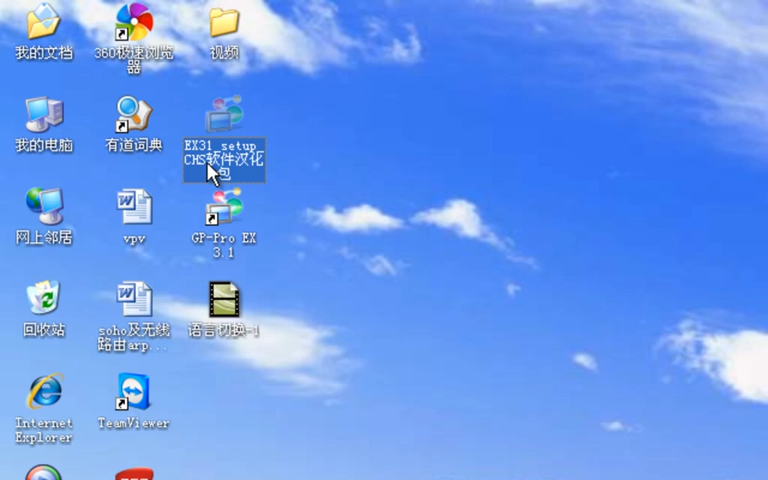 我的文档
360极速浏览
器
视频
我的电脑
有道词典
EX31_setup_
CHS软件汉化
包
网上邻居
vpv
GP-Pro EX
3.1
回收站
soho及无线
路由arp...
语言切换-1
Internet
Explorer
TeamViewer